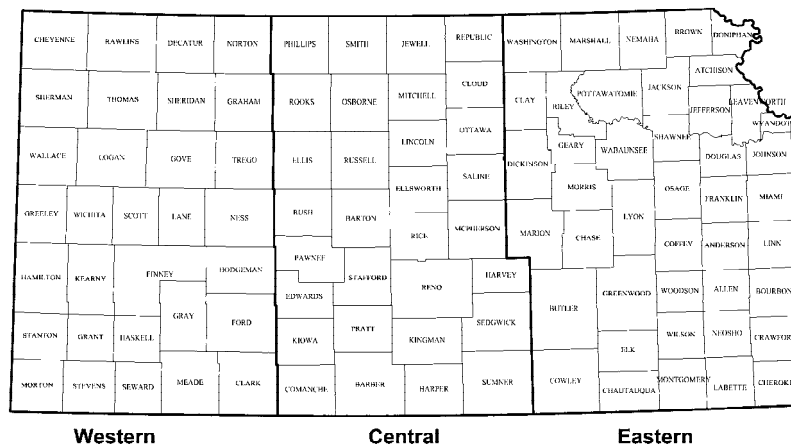 CHEYENNE RAWLINS DECATUR NORTON PHILLIPS SMITH JEWELL REPUBLIC WASHINGTON MARSHALL NEMAHA BROWN DONIPHAN
ATCHISON
SHERMAN THOMAS SHERIDAN GRAHAM ROOKS OSBORNE MITCHELL CLOUD CLAY RILEY POTTAWATOMIE JACKSON JEFFERSON LEAVENWORTH
WYANDOT
LINCOLN OTTAWA SHAWNEE
WALLACE LOGAN GOVE TREGO ELLIS RUSSELL DICKINSON GEARY WABAUNSEE DOUGLAS JOHNSON
ELLSWORTH SALINE MORRIS OSAGE FRANKLIN MIAMI
GREELEY WICHITA SCOTT LANE NESS RUSH BARTON RICE MCPHERSON MARION CHASE LYON COFFEY ANDERSON LINN
HAMILTON KEARNY FINNEY HODGEMAN PAWNEE STAFFORD RENO HARVEY
EDWARDS BUTLER GREENWOOD WOODSON ALLEN BOURBON
GRAY FORD SEDGWICK
STANTON GRANT HASKELL KIOWA PRATT KINGMAN ELK WILSON NEOSHO CRAWFOR
MORTON STEVENS SEWARD MEADE CLARK COMANCHE BARBER HARPER SUMNER COWLEY CHAUTAUQUA MONTGOMERY LABETTE CHEROKE
Western Central Eastern